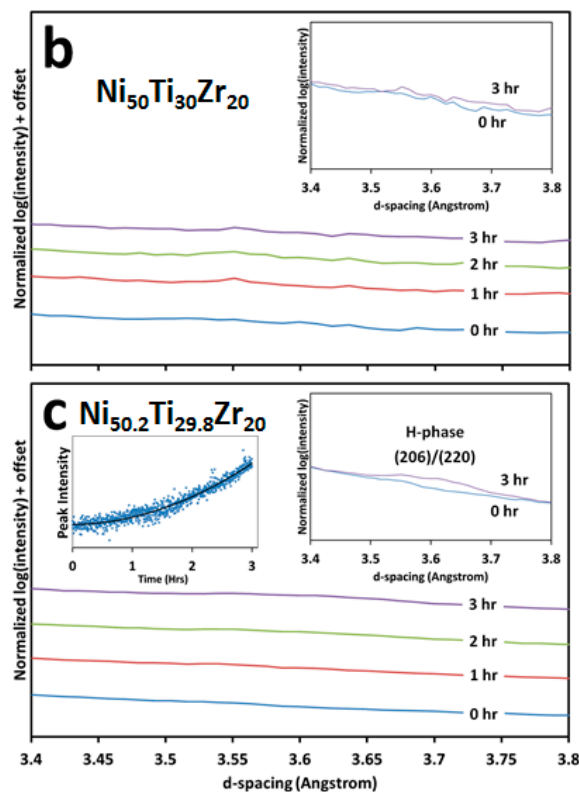 b
Ni50Ti30Zr20
Normalized log(intensity) + offset
Normalized log(intensity)
3 hr
0 hr
3.4 3.5 3.6 3.7 3.8
d-spacing (Angstrom)
3 hr
2 hr
1 hr
0 hr
c
Ni50.2Ti29.8Zr20
Normalized log(intensity) + offset
Peak Intensity
0 1 2 3
Time (Hrs)
Normalized log(intensity)
H-phase
(206)/(220)
3 hr
0 hr
3.4 3.5 3.6 3.7 3.8
d-spacing (Angstrom)
3 hr
2 hr
1 hr
0 hr
3.4 3.45 3.5 3.55 3.6 3.65 3.7 3.75 3.8
d-spacing (Angstrom)